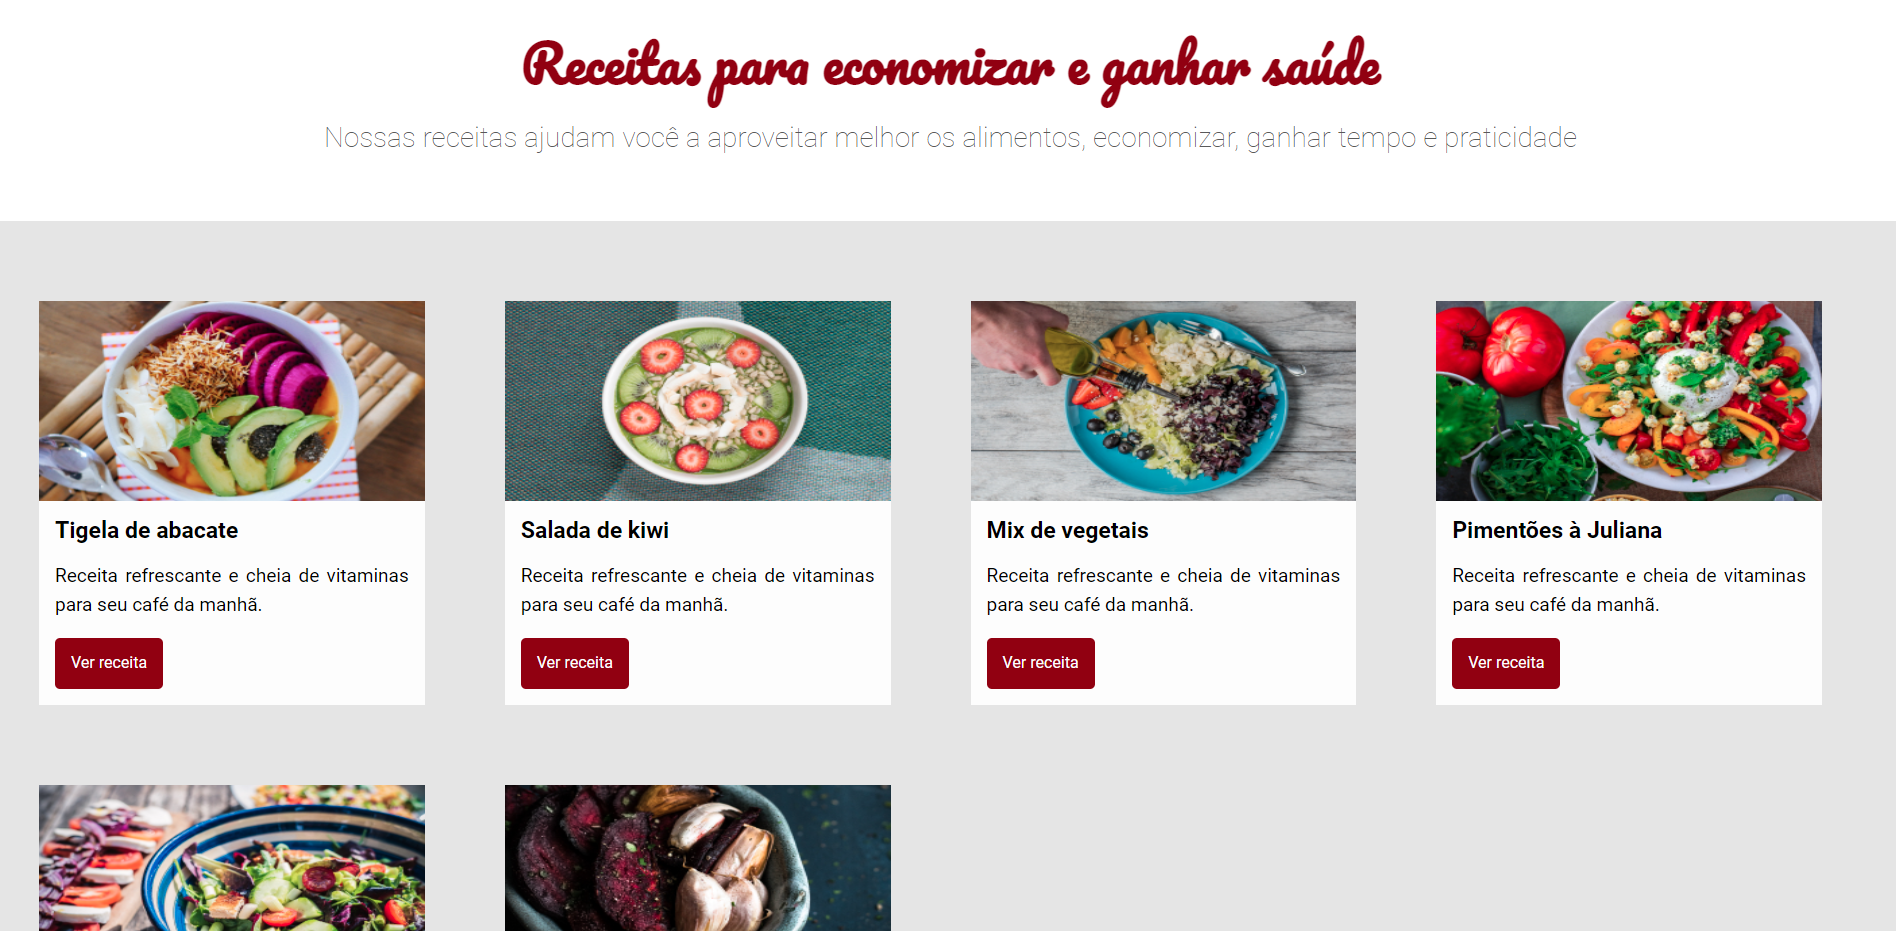 Receitas para economizar e ganhar saúde
Nossas receitas ajudam você a aproveitar melhor os alimentos, economizar, ganhar tempo e praticidade
Tigela de abacate
Receita refrescante e cheia de vitaminas
para seu café da manhã.
Ver receita
Salada de kiwi
Receita refrescante e cheia de vitaminas
para seu café da manhã.
Ver receita
Mix de vegetais
Receita refrescante e cheia de vitaminas
para seu café da manhã.
Ver receita
Pimentões à Juliana
Receita refrescante e cheia de vitaminas
para seu café da manhã.
Ver receita